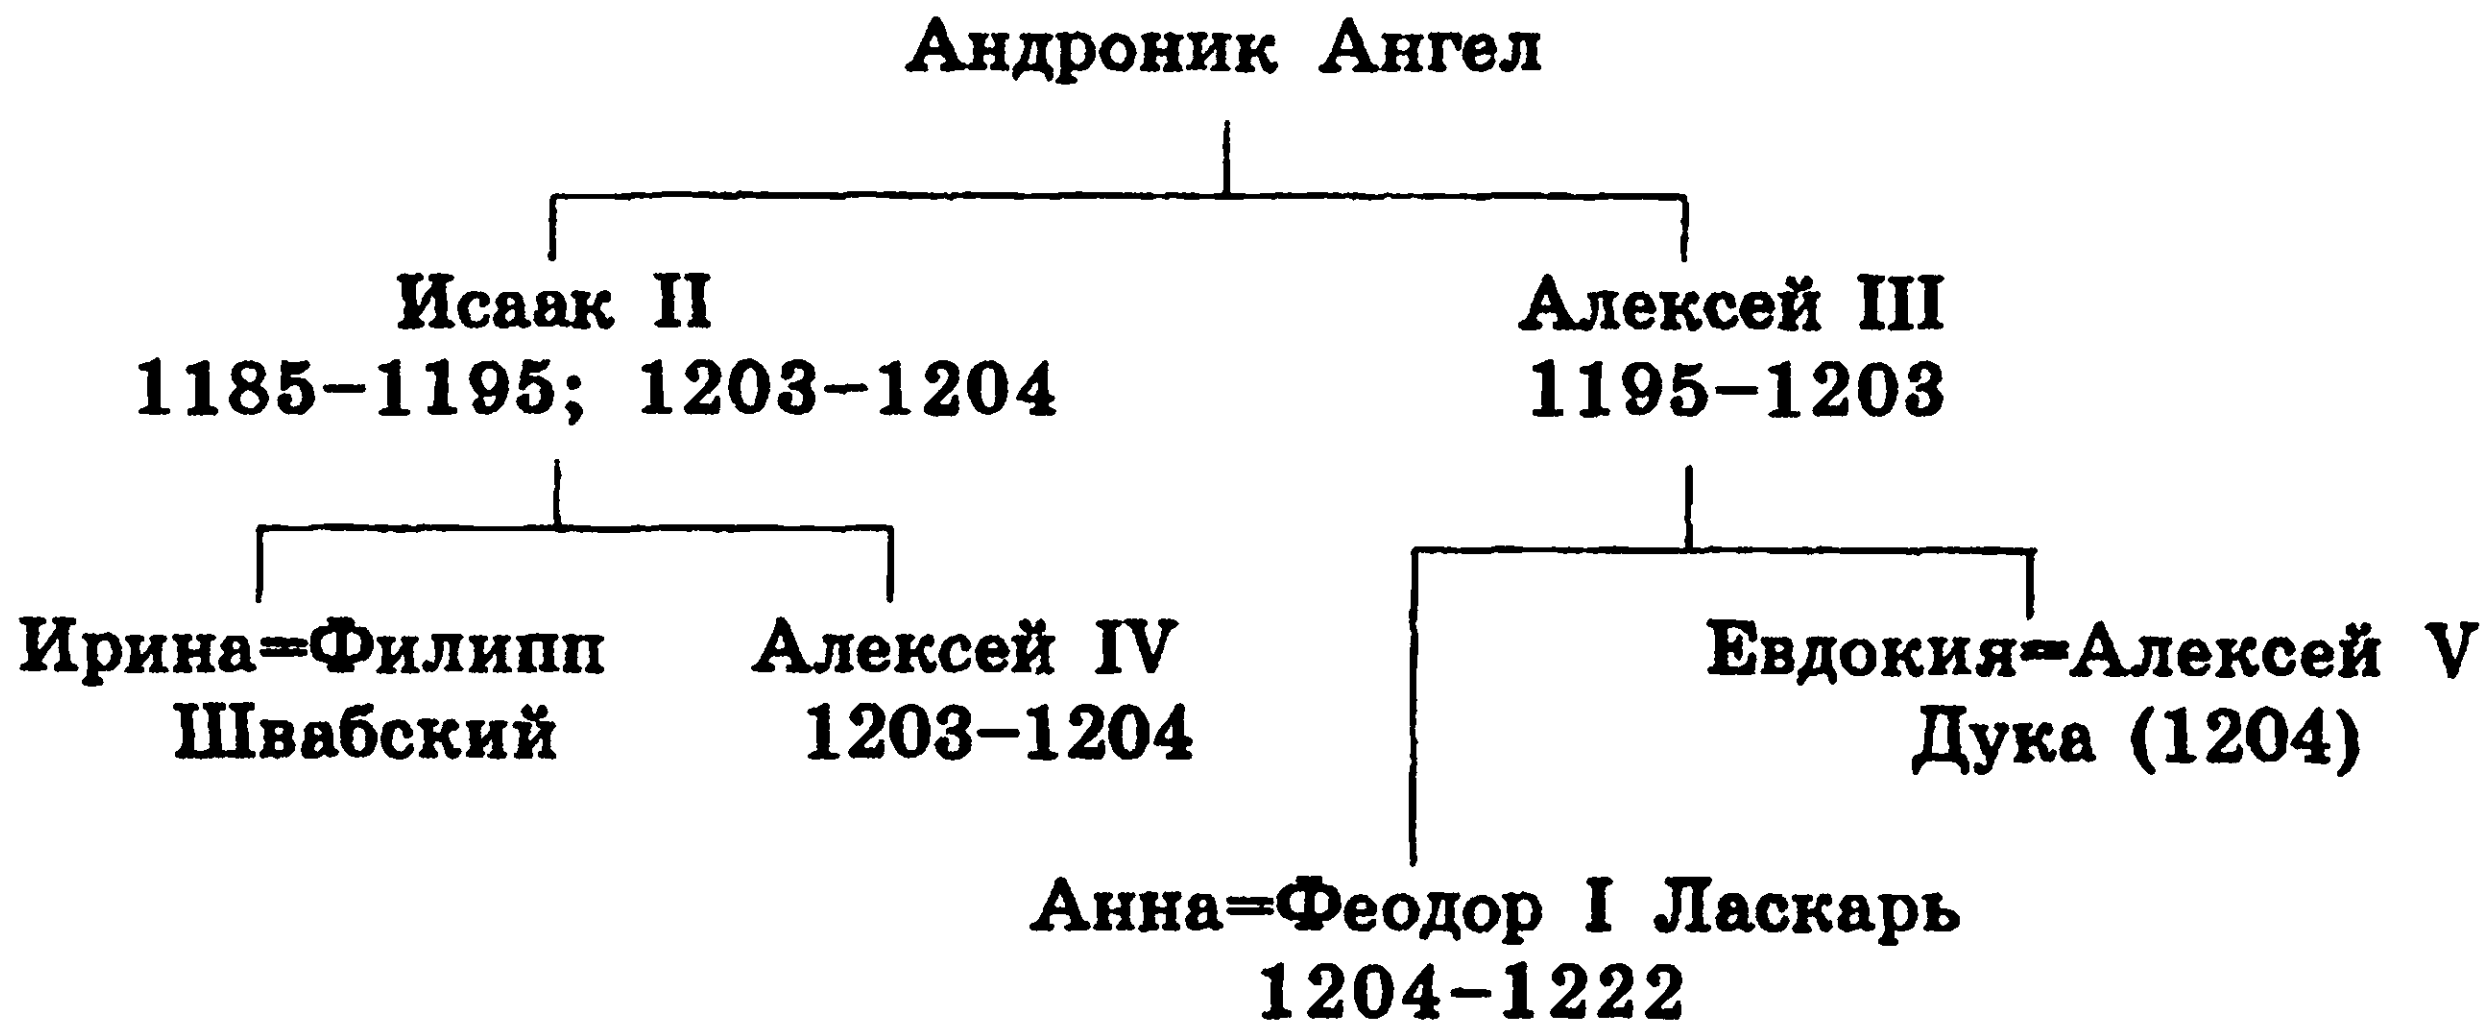 Андроник Ангел
Исаак II
1185–1195; 1203–1204
Алексей III
1195–1203
Ирина=Филипп
Швабский
Алексей IV
1203–1204
Евдокия=Алексей V
Дука (1204)
Анна=Феодор I Ласкарь
1204–1222